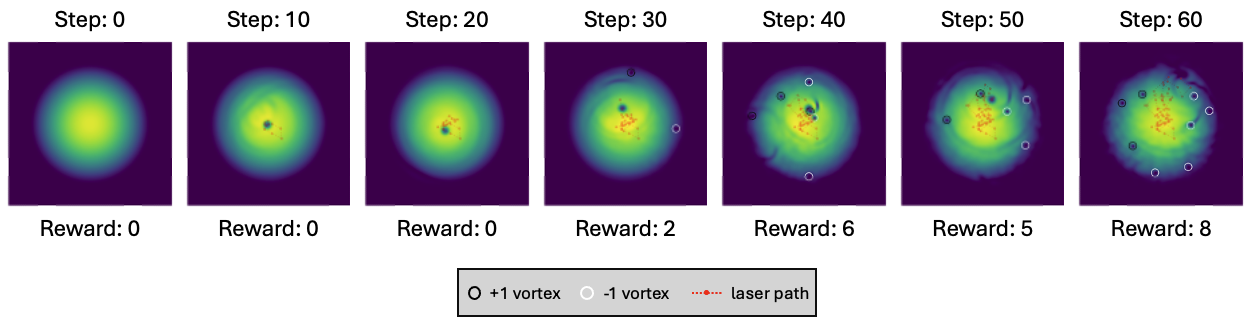 Step: 0 Step: 10 Step: 20 Step: 30 Step: 40 Step: 50 Step: 60
Reward: 0 Reward: 0 Reward: 0 Reward: 2 Reward: 6 Reward: 5 Reward: 8
+1 vortex -1 vortex laser path